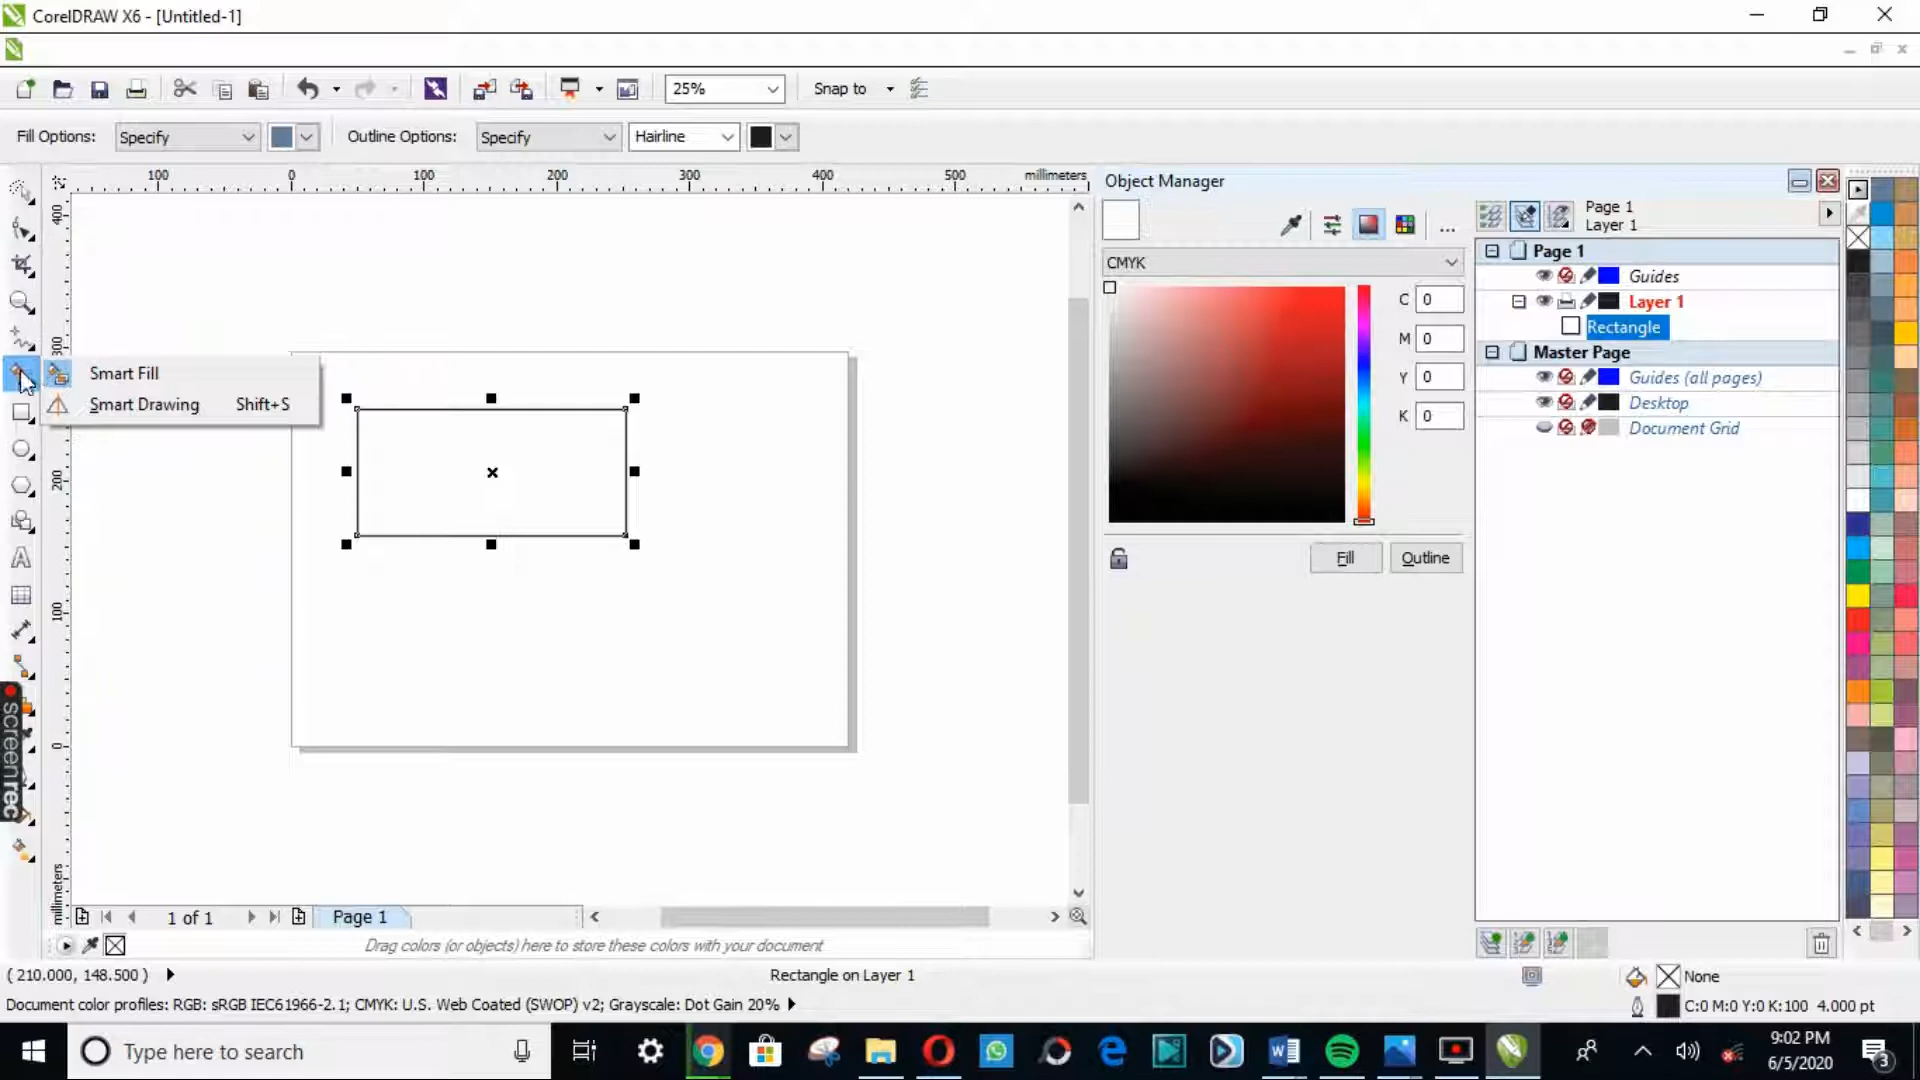 CorelDRAW X6 - [Untitled-1]
25%
Snap to
Fill Options:
Specify
Outline Options:
Specify
Hairline
100
0
100
200
300
400
500
millimeters
400
300
200
100
0
millimeters
Smart Fill
Smart Drawing Shift+S
Object Manager
CMYK
C 0
M 0
Y 0
K 0
Fill
Outline
Page 1
Layer 1
Page 1
Guides
Layer 1
Rectangle
Master Page
Guides (all pages)
Desktop
Document Grid
screenrec
1 of 1
Page 1
Drag colors (or objects) here to store these colors with your document
( 210.000, 148.500 )
Rectangle on Layer 1
None
Document color profiles: RGB: sRGB IEC61966-2.1; CMYK: U.S. Web Coated (SWOP) v2; Grayscale: Dot Gain 20%
C:0 M:0 Y:0 K:100 4.000 pt
Type here to search
9:02 PM
6/5/2020
3